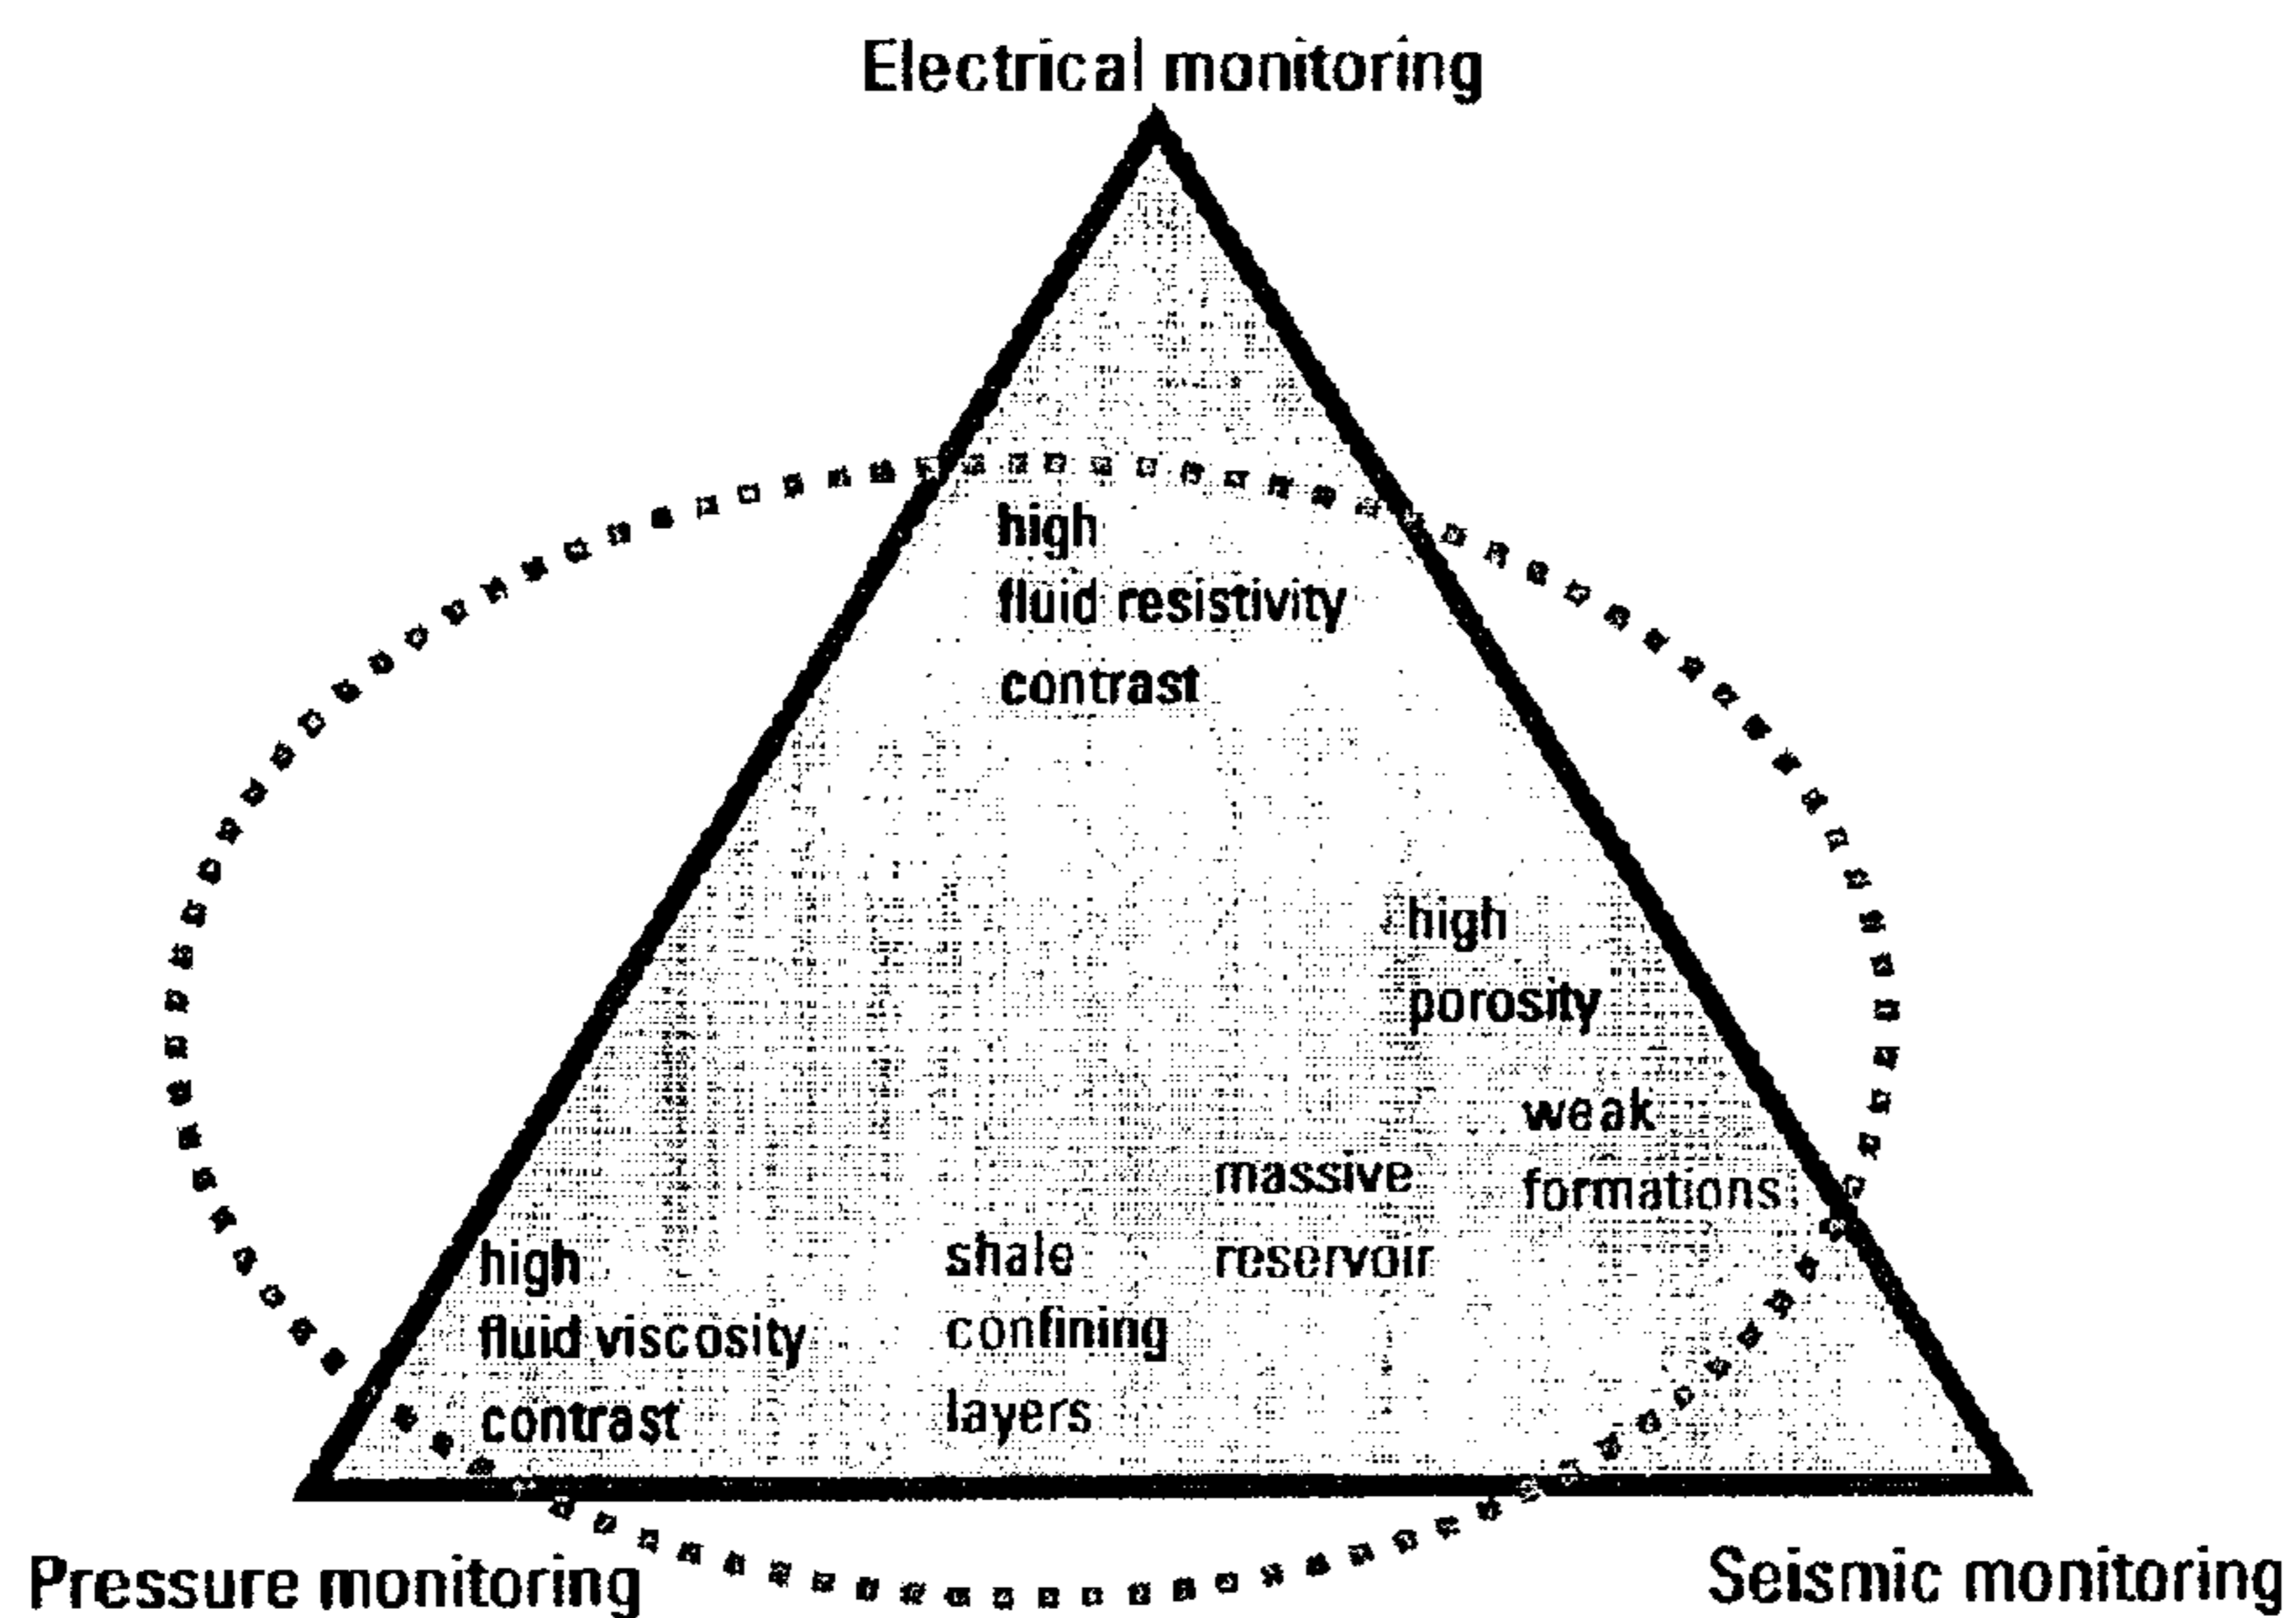 Electrical monitoring
high
fluid resistivity
contrast
high
porosity
weak
formations
massive
reservoir
shale
confining
layers
high
fluid viscosity
contrast
Pressure monitoring
Seismic monitoring